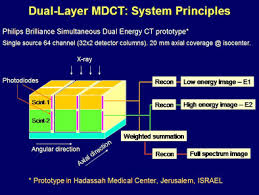 Dual-Layer MDCT: System Principles
Philips Brilliance Simultaneous Dual Energy CT prototype*
Single source 64 channel (32x2 detector columns). 20 mm axial coverage @ isocenter.
X-ray
Photodiodes
Scint-1
Scint-2
Recon
Low energy image – E1
Recon
High energy image – E2
Weighted summation
Recon
Full spectrum image
Angular direction
Axial direction
* Prototype in Hadassah Medical Center, Jerusalem, ISRAEL